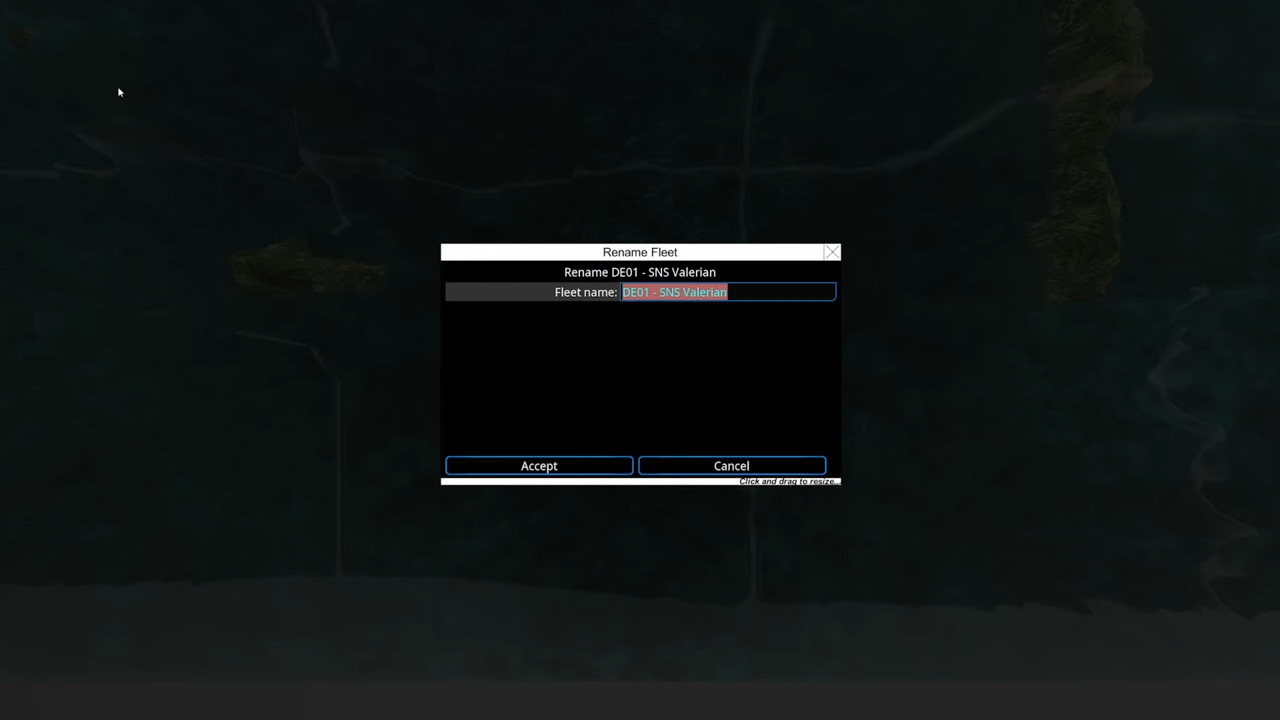 Rename Fleet
Rename DE01 - SNS Valerian
Fleet name: DE01 - SNS Valerian
Accept Cancel
Click and drag to resize...